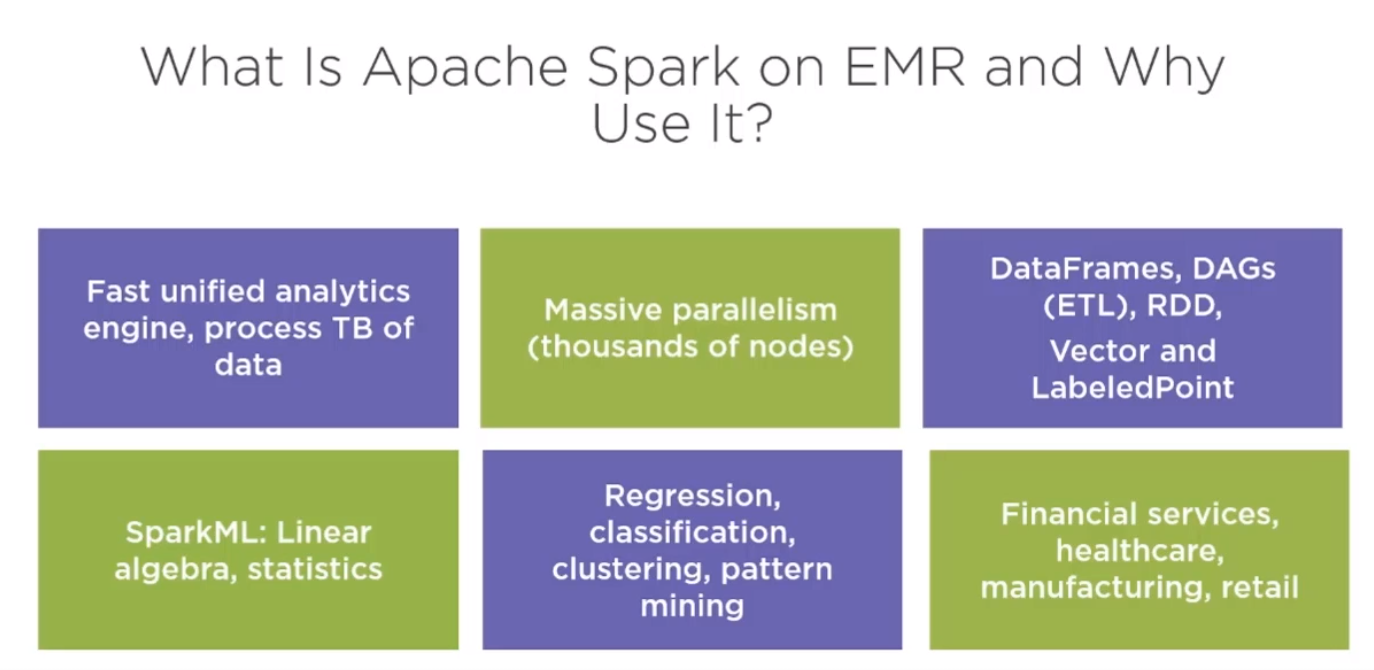 What Is Apache Spark on EMR and Why
Use It?
Fast unified analytics
engine, process TB of
data
Massive parallelism
(thousands of nodes)
DataFrames, DAGs
(ETL), RDD,
Vector and
LabeledPoint
SparkML: Linear
algebra, statistics
Regression,
classification,
clustering, pattern
mining
Financial services,
healthcare,
manufacturing, retail